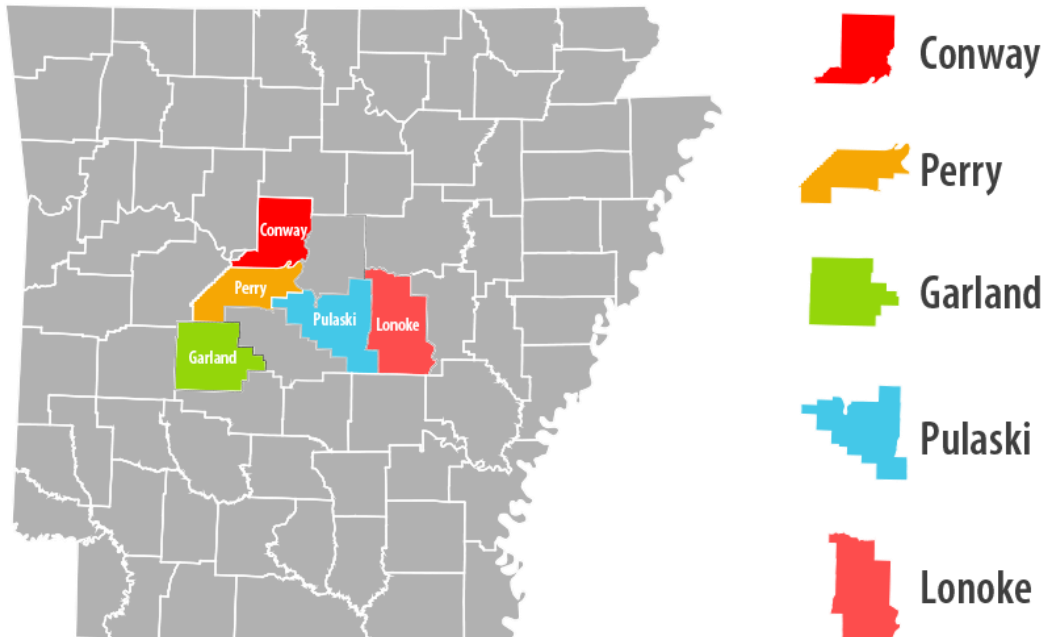 Conway
Perry
Pulaski
Lonoke
Garland
Conway
Perry
Garland
Pulaski
Lonoke